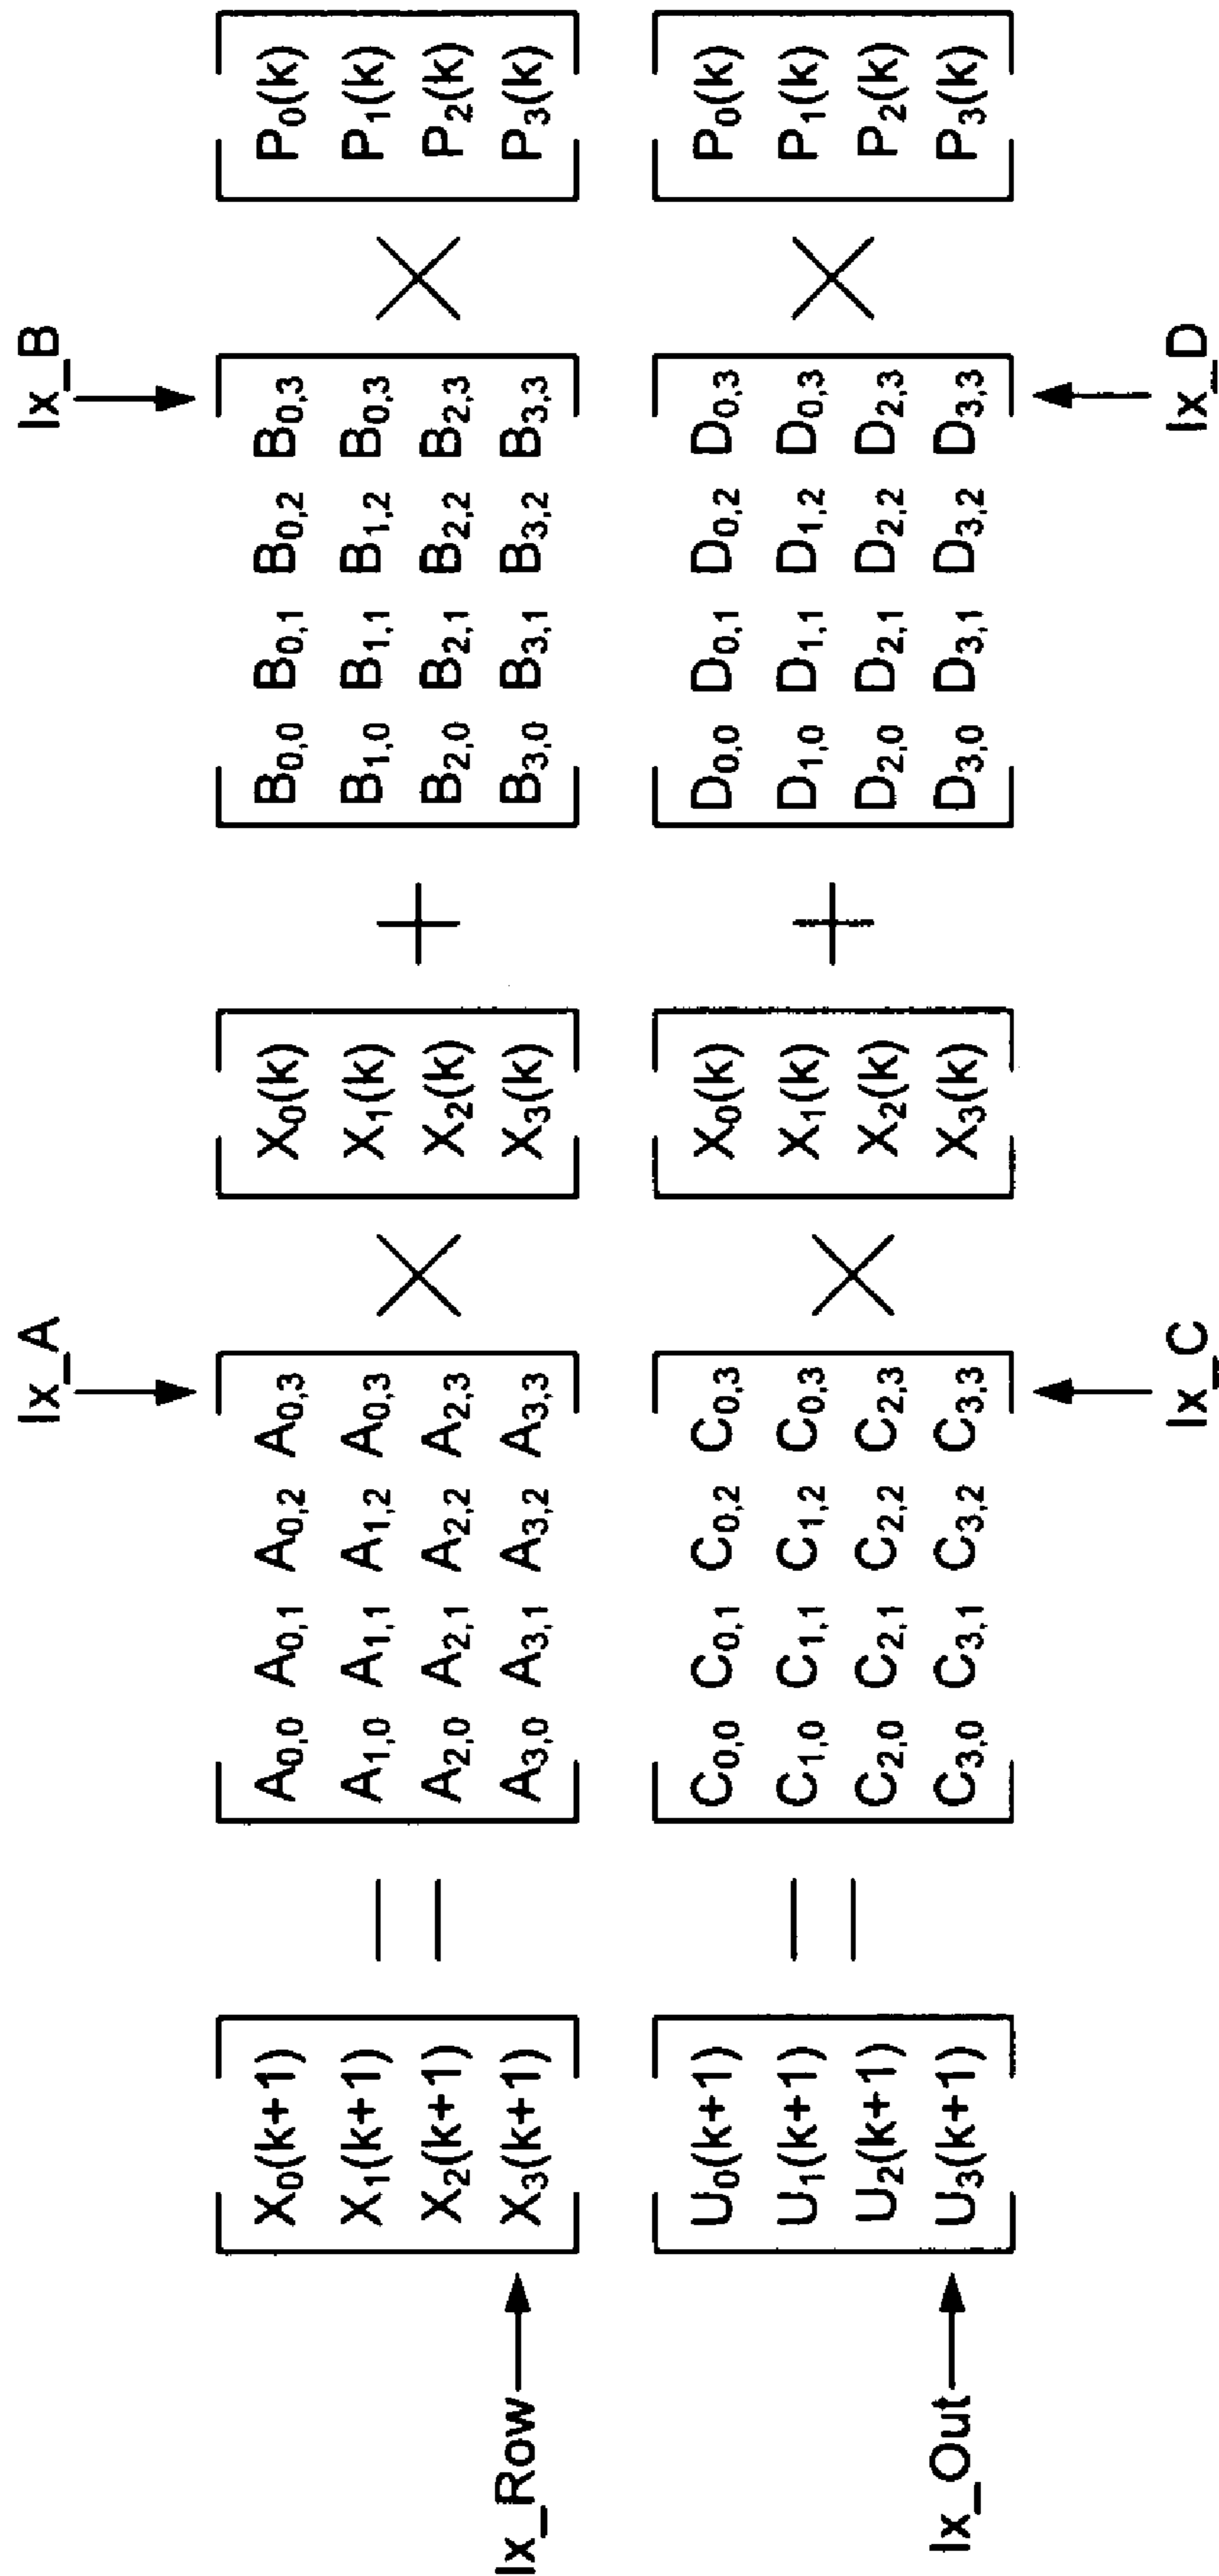 Ix_A Ix_B
X₀(k+1) A₀,₀ A₀,₁ A₀,₂ A₀,₃ X₀(k) B₀,₀ B₀,₁ B₀,₂ B₀,₃ P₀(k)
X₁(k+1) = A₁,₀ A₁,₁ A₁,₂ A₀,₃ × X₁(k) + B₁,₀ B₁,₁ B₁,₂ B₀,₃ × P₁(k)
X₂(k+1) A₂,₀ A₂,₁ A₂,₂ A₂,₃ X₂(k) B₂,₀ B₂,₁ B₂,₂ B₂,₃ P₂(k)
Ix_Row X₃(k+1) A₃,₀ A₃,₁ A₃,₂ A₃,₃ X₃(k) B₃,₀ B₃,₁ B₃,₂ B₃,₃ P₃(k)
U₀(k+1) C₀,₀ C₀,₁ C₀,₂ C₀,₃ X₀(k) D₀,₀ D₀,₁ D₀,₂ D₀,₃ P₀(k)
U₁(k+1) = C₁,₀ C₁,₁ C₁,₂ C₀,₃ × X₁(k) + D₁,₀ D₁,₁ D₁,₂ D₀,₃ × P₁(k)
U₂(k+1) C₂,₀ C₂,₁ C₂,₂ C₂,₃ X₂(k) D₂,₀ D₂,₁ D₂,₂ D₂,₃ P₂(k)
Ix_Out U₃(k+1) C₃,₀ C₃,₁ C₃,₂ C₃,₃ X₃(k) D₃,₀ D₃,₁ D₃,₂ D₃,₃ P₃(k)
Ix_C Ix_D